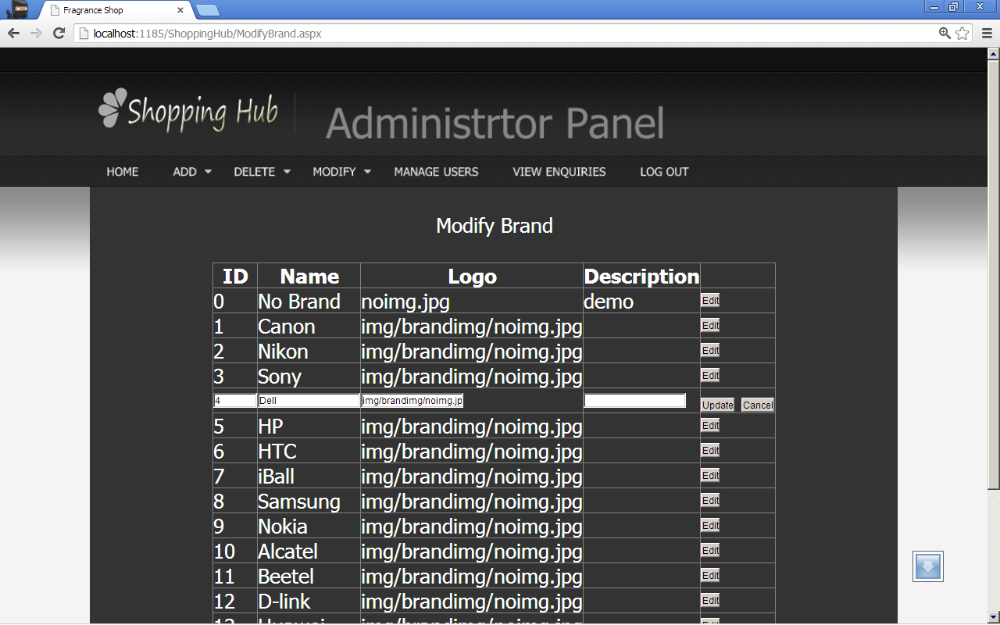 Fragrance Shop
localhost:1185/ShoppingHub/ModifyBrand.aspx
Shopping Hub
Administrtor Panel
HOME ADD DELETE MODIFY MANAGE USERS VIEW ENQUIRIES LOG OUT
Modify Brand
ID Name Logo Description
0 No Brand noimg.jpg demo Edit
1 Canon img/brandimg/noimg.jpg Edit
2 Nikon img/brandimg/noimg.jpg Edit
3 Sony img/brandimg/noimg.jpg Edit
4 Dell img/brandimg/noimg.jp Update Cancel
5 HP img/brandimg/noimg.jpg Edit
6 HTC img/brandimg/noimg.jpg Edit
7 iBall img/brandimg/noimg.jpg Edit
8 Samsung img/brandimg/noimg.jpg Edit
9 Nokia img/brandimg/noimg.jpg Edit
10 Alcatel img/brandimg/noimg.jpg Edit
11 Beetel img/brandimg/noimg.jpg Edit
12 D-link img/brandimg/noimg.jpg Edit